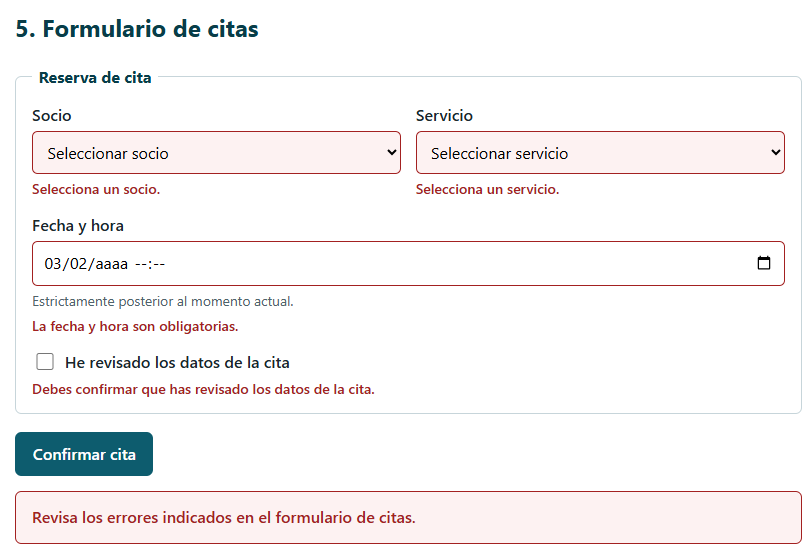 5. Formulario de citas
Reserva de cita
Socio
Servicio
Seleccionar socio
Seleccionar servicio
Selecciona un socio.
Selecciona un servicio.
Fecha y hora
03/02/aaaa --:--
Estrictamente posterior al momento actual.
La fecha y hora son obligatorias.
He revisado los datos de la cita
Debes confirmar que has revisado los datos de la cita.
Confirmar cita
Revisa los errores indicados en el formulario de citas.